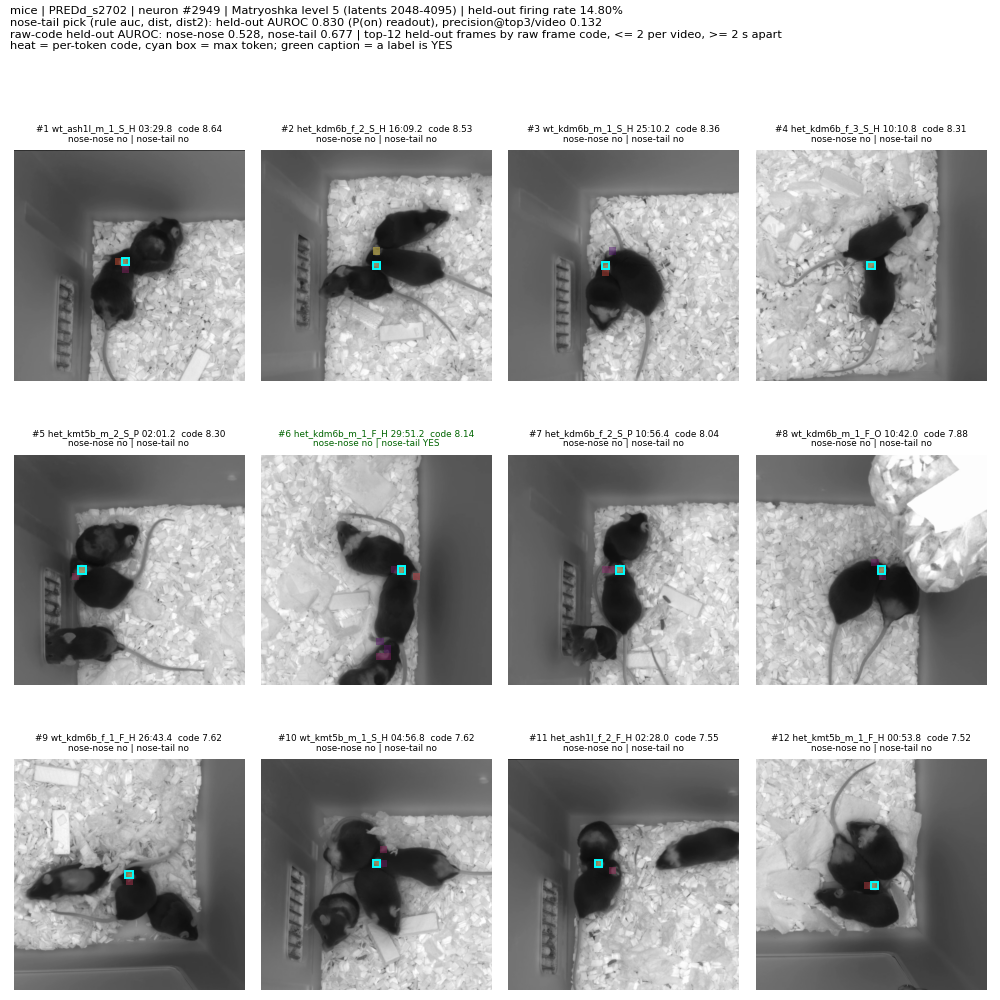 mice | PREDd_s2702 | neuron #2949 | Matryoshka level 5 (latents 2048-4095) | held-out firing rate 14.80%
nose-tail pick (rule auc, dist, dist2): held-out AUROC 0.830 (P(on) readout), precision@top3/video 0.132
raw-code held-out AUROC: nose-nose 0.528, nose-tail 0.677 | top-12 held-out frames by raw frame code, <= 2 per video, >= 2 s apart
heat = per-token code, cyan box = max token; green caption = a label is YES
#1 wt_ash1l_m_1_S_H 03:29.8 code 8.64
nose-nose no | nose-tail no
#2 het_kdm6b_f_2_S_H 16:09.2 code 8.53
nose-nose no | nose-tail no
#3 wt_kdm6b_m_1_S_H 25:10.2 code 8.36
nose-nose no | nose-tail no
#4 het_kdm6b_f_3_S_H 10:10.8 code 8.31
nose-nose no | nose-tail no
#5 het_kmt5b_m_2_S_P 02:01.2 code 8.30
nose-nose no | nose-tail no
#6 het_kdm6b_m_1_F_H 29:51.2 code 8.14
nose-nose no | nose-tail YES
#7 het_kdm6b_f_2_S_P 10:56.4 code 8.04
nose-nose no | nose-tail no
#8 wt_kdm6b_m_1_F_O 10:42.0 code 7.88
nose-nose no | nose-tail no
#9 wt_kdm6b_f_1_F_H 26:43.4 code 7.62
nose-nose no | nose-tail no
#10 wt_kmt5b_m_1_S_H 04:56.8 code 7.62
nose-nose no | nose-tail no
#11 het_ash1l_f_2_F_H 02:28.0 code 7.55
nose-nose no | nose-tail no
#12 het_kmt5b_m_1_F_H 00:53.8 code 7.52
nose-nose no | nose-tail no